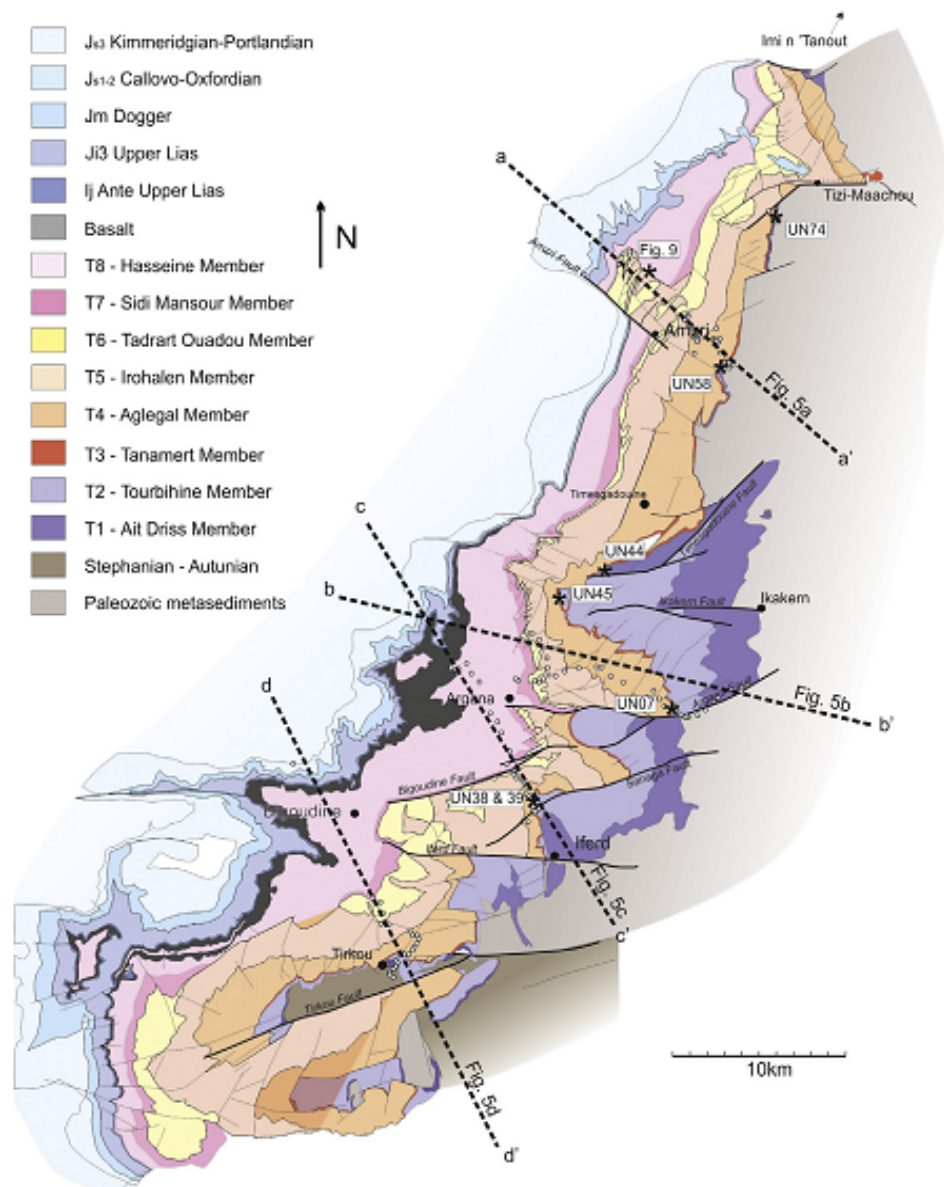 Js3 Kimmeridgian-Portlandian
Js1-2 Callovo-Oxfordian
Jm Dogger
Ji3 Upper Lias
Ij Ante Upper Lias
Basalt
T8 - Hasseine Member
T7 - Sidi Mansour Member
T6 - Tadrart Ouadou Member
T5 - Irohalen Member
T4 - Aglegal Member
T3 - Tanamert Member
T2 - Tourbihine Member
T1 - Ait Driss Member
Stephanian - Autunian
Paleozoic metasediments
N
Imi n 'Tanout
a
Tizi-Maachou
UN74
Fig. 9
Amari Fault
Ameri
UN58
Fig. 5a
a'
c
Timesgadouine
UN44
UN45
Ikakern Fault
Ikakern
b
d
Argana
UN07
Fig. 5b
b'
Bigoudine Fault
UN38 & 39
Iferd
Fig. 5c
c'
Tirkou
Tirkou Fault
Fig. 5d
d'
10km